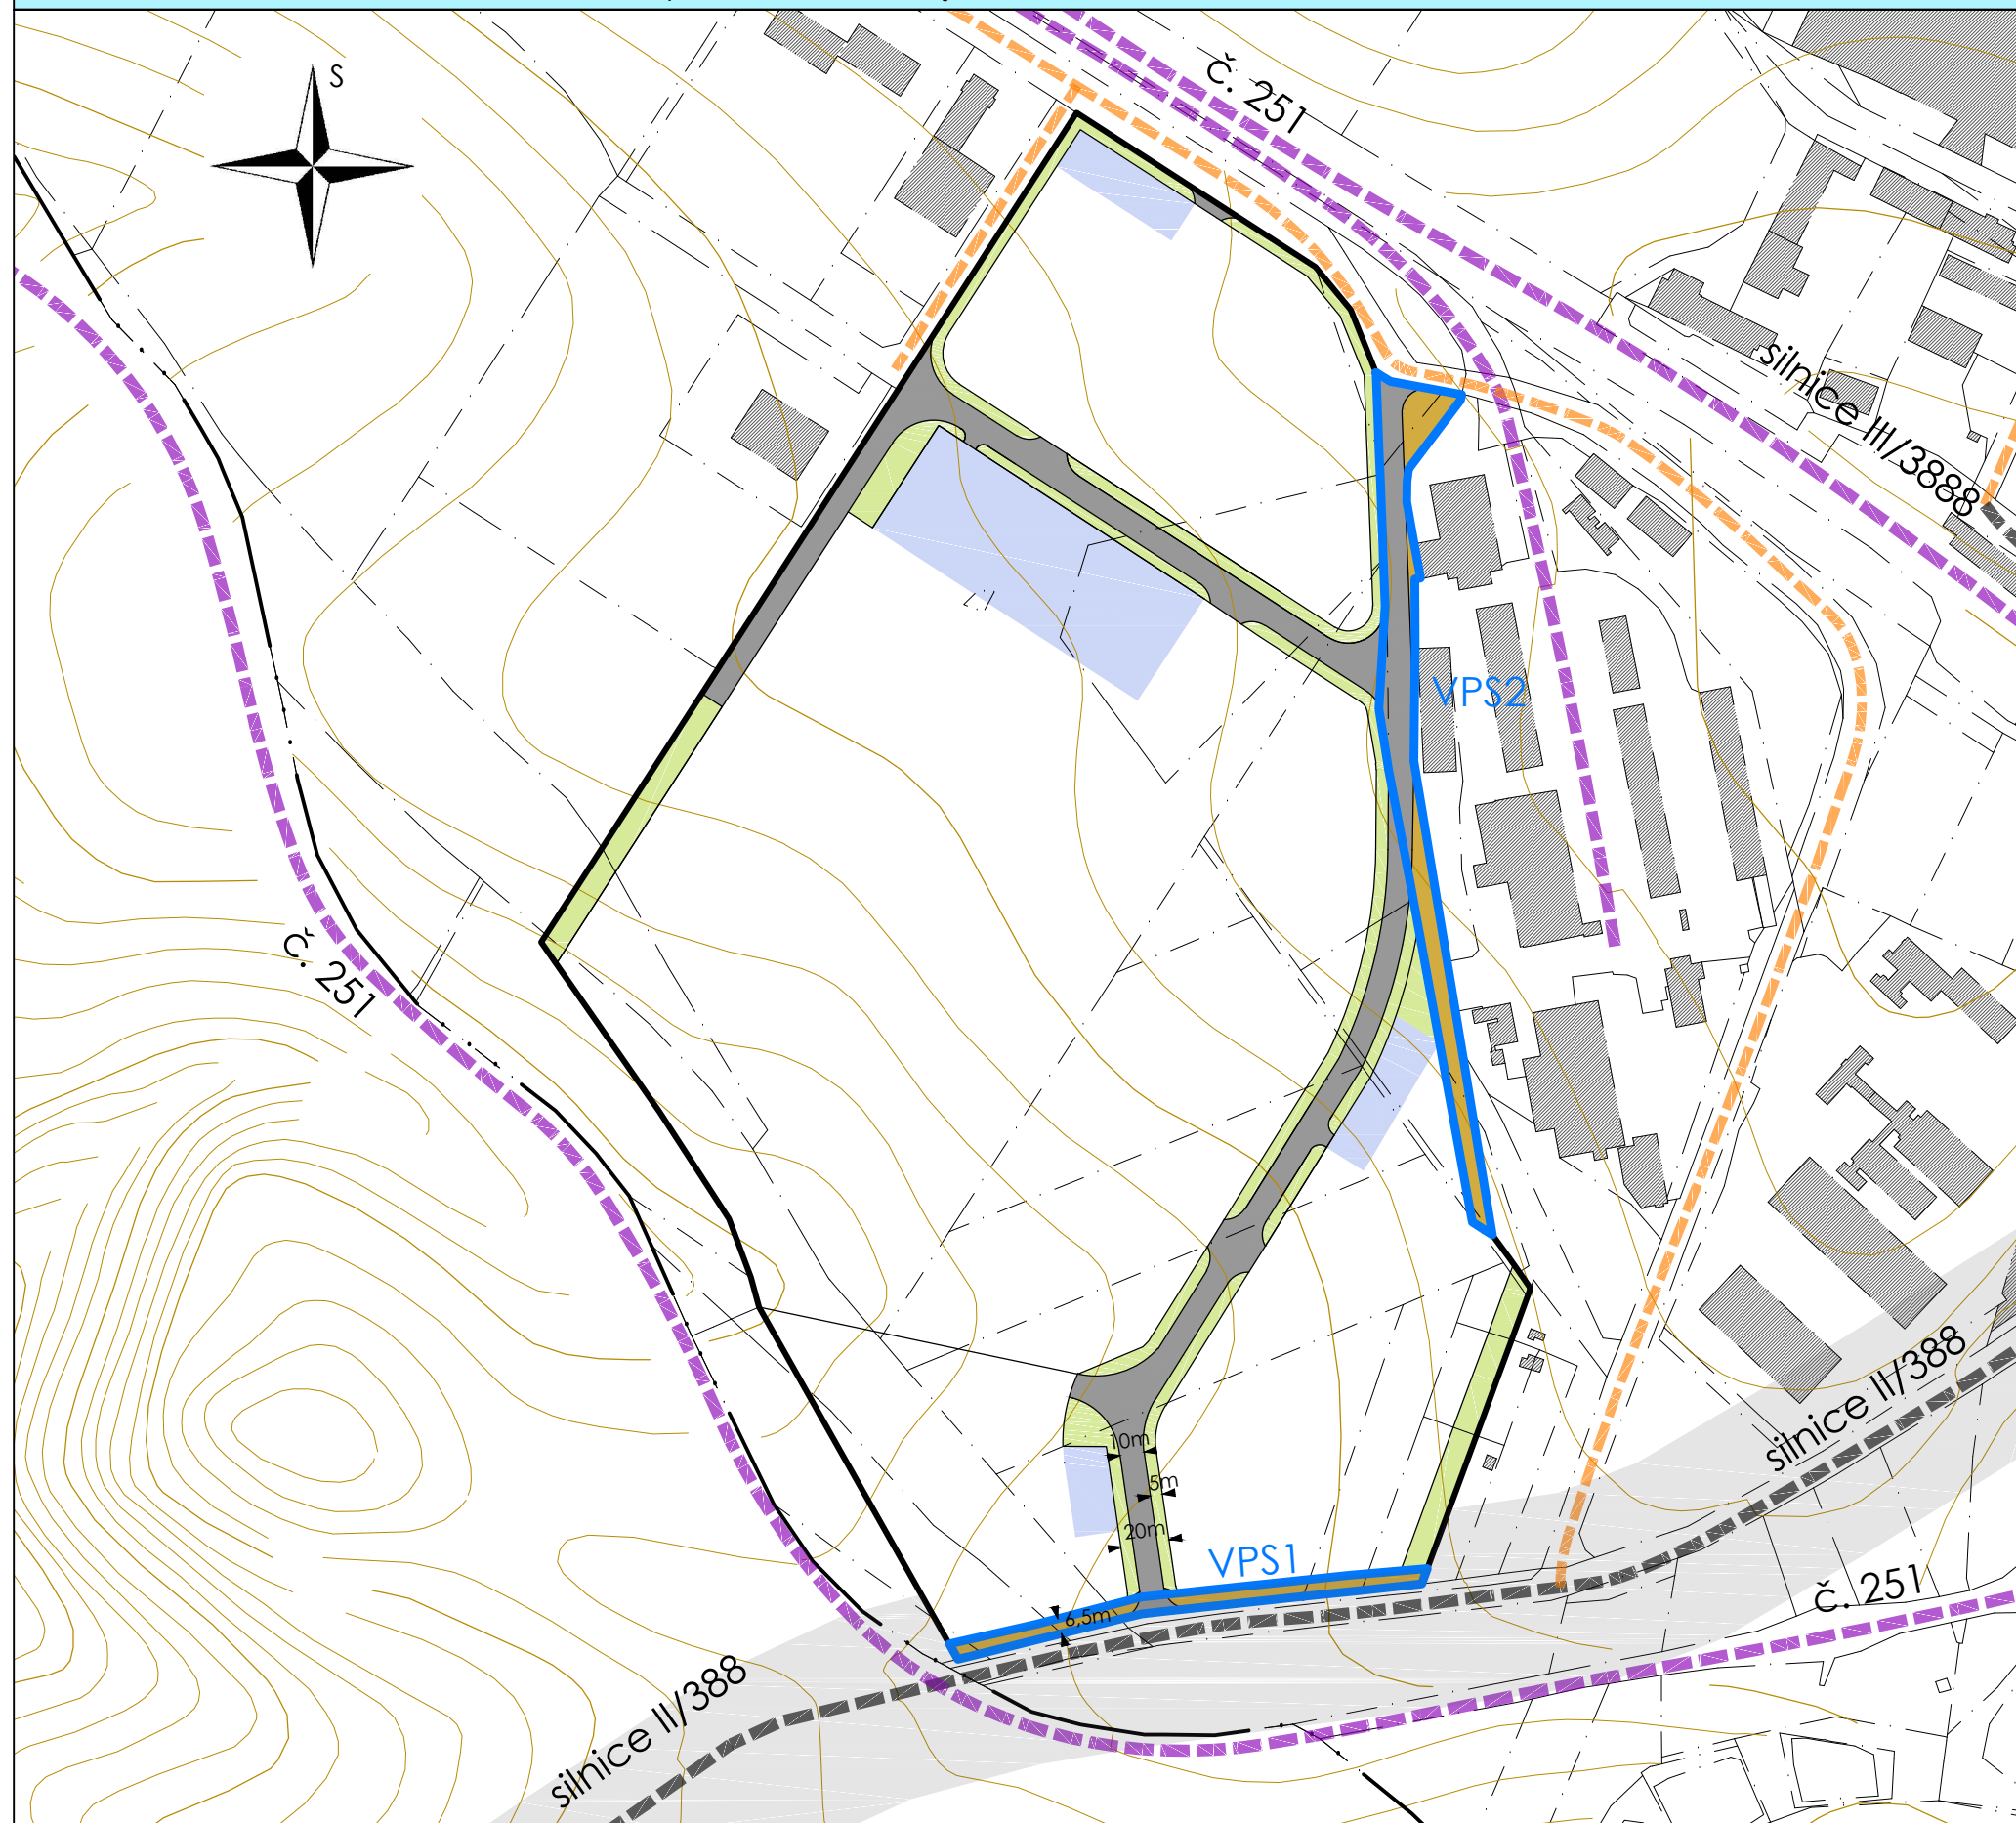 S
č. 251
silnice III/3888
VPS2
č. 251
10m
5m
20m
VPS1
6,5m
silnice II/388
č. 251
silnice II/388